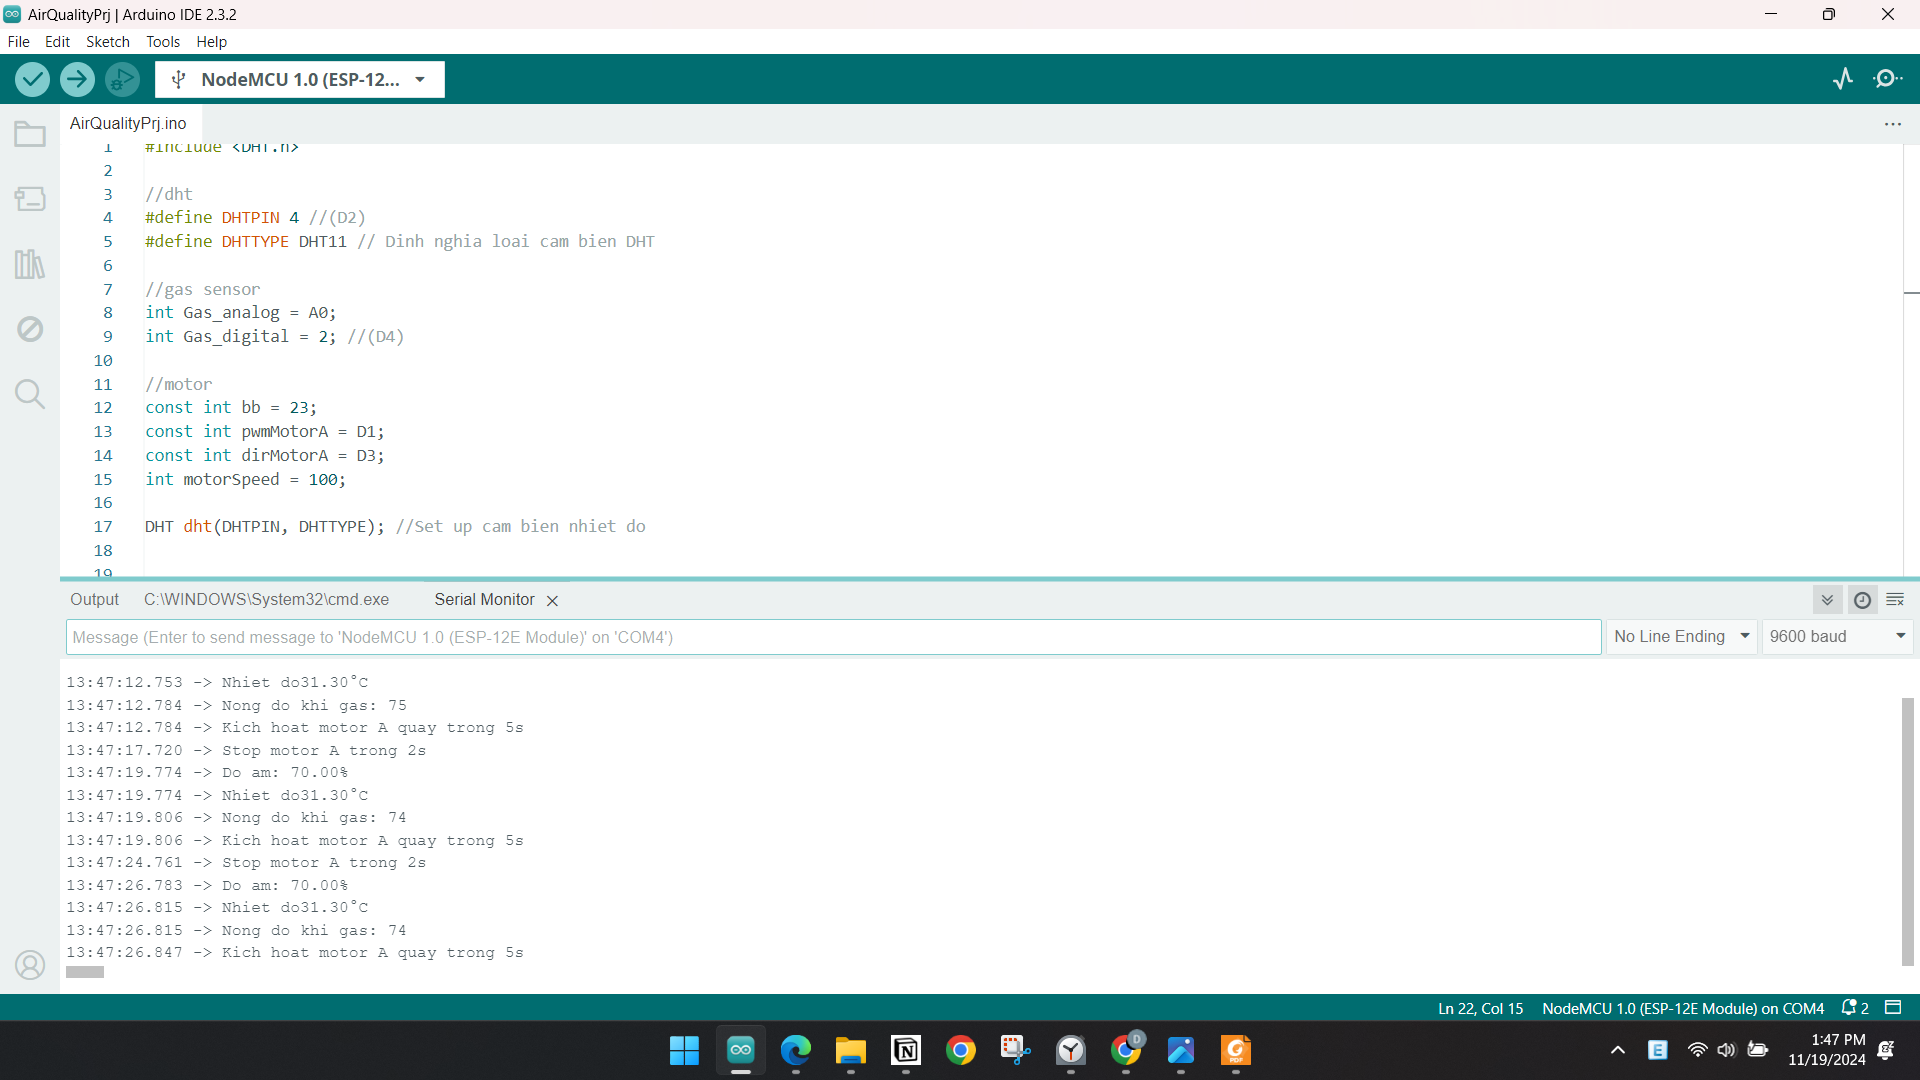 AirQualityPrj | Arduino IDE 2.3.2
File Edit Sketch Tools Help
NodeMCU 1.0 (ESP-12...
AirQualityPrj.ino
1 #include <DHT.h>
2
3 //dht
4 #define DHTPIN 4 //(D2)
5 #define DHTTYPE DHT11 // Dinh nghia loai cam bien DHT
6
7 //gas sensor
8 int Gas_analog = A0;
9 int Gas_digital = 2; //(D4)
10
11 //motor
12 const int bb = 23;
13 const int pwmMotorA = D1;
14 const int dirMotorA = D3;
15 int motorSpeed = 100;
16
17 DHT dht(DHTPIN, DHTTYPE); //Set up cam bien nhiet do
18
19
Output C:\WINDOWS\System32\cmd.exe Serial Monitor
Message (Enter to send message to 'NodeMCU 1.0 (ESP-12E Module)' on 'COM4') No Line Ending 9600 baud
13:47:12.753 -> Nhiet do31.30°C
13:47:12.784 -> Nong do khi gas: 75
13:47:12.784 -> Kich hoat motor A quay trong 5s
13:47:17.720 -> Stop motor A trong 2s
13:47:19.774 -> Do am: 70.00%
13:47:19.774 -> Nhiet do31.30°C
13:47:19.806 -> Nong do khi gas: 74
13:47:19.806 -> Kich hoat motor A quay trong 5s
13:47:24.761 -> Stop motor A trong 2s
13:47:26.783 -> Do am: 70.00%
13:47:26.815 -> Nhiet do31.30°C
13:47:26.815 -> Nong do khi gas: 74
13:47:26.847 -> Kich hoat motor A quay trong 5s
Ln 22, Col 15 NodeMCU 1.0 (ESP-12E Module) on COM4 2
1:47 PM
11/19/2024